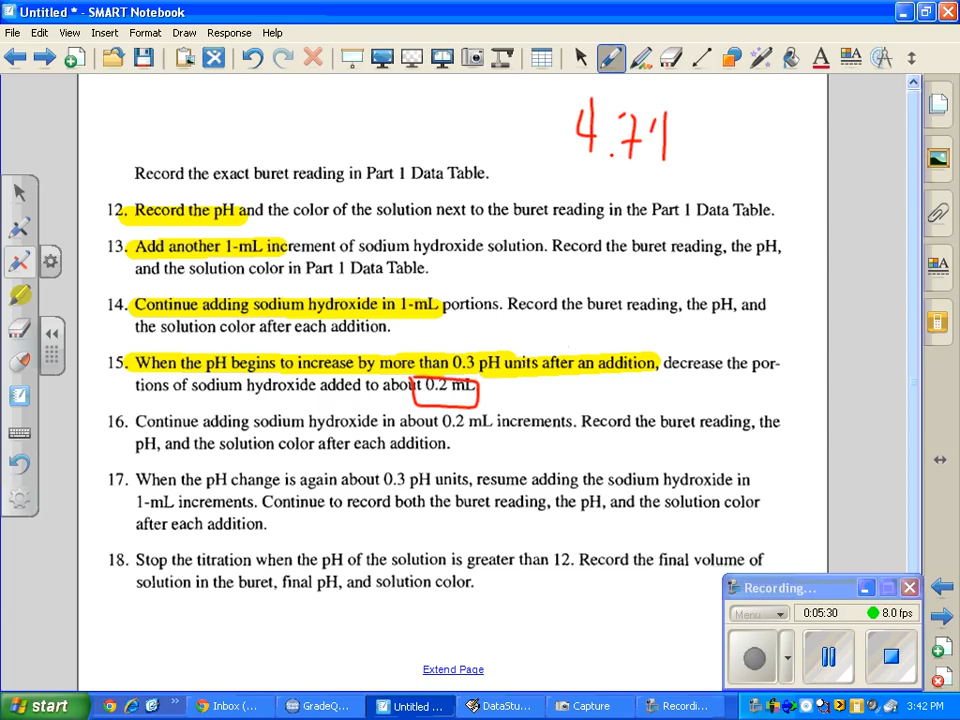 Untitled * - SMART Notebook
File Edit View Insert Format Draw Response Help
4.74
Record the exact buret reading in Part 1 Data Table.
12. Record the pH and the color of the solution next to the buret reading in the Part 1 Data Table.
13. Add another 1-mL increment of sodium hydroxide solution. Record the buret reading, the pH,
and the solution color in Part 1 Data Table.
14. Continue adding sodium hydroxide in 1-mL portions. Record the buret reading, the pH, and
the solution color after each addition.
15. When the pH begins to increase by more than 0.3 pH units after an addition, decrease the por-
tions of sodium hydroxide added to about 0.2 mL
16. Continue adding sodium hydroxide in about 0.2 mL increments. Record the buret reading, the
pH, and the solution color after each addition.
17. When the pH change is again about 0.3 pH units, resume adding the sodium hydroxide in
1-mL increments. Continue to record both the buret reading, the pH, and the solution color
after each addition.
18. Stop the titration when the pH of the solution is greater than 12. Record the final volume of
solution in the buret, final pH, and solution color.
Recording...
Menu 0:05:30 8.0 fps
Extend Page
start Inbox (... GradeQ... Untitled ... DataStu... Capture Recordi... 3:42 PM